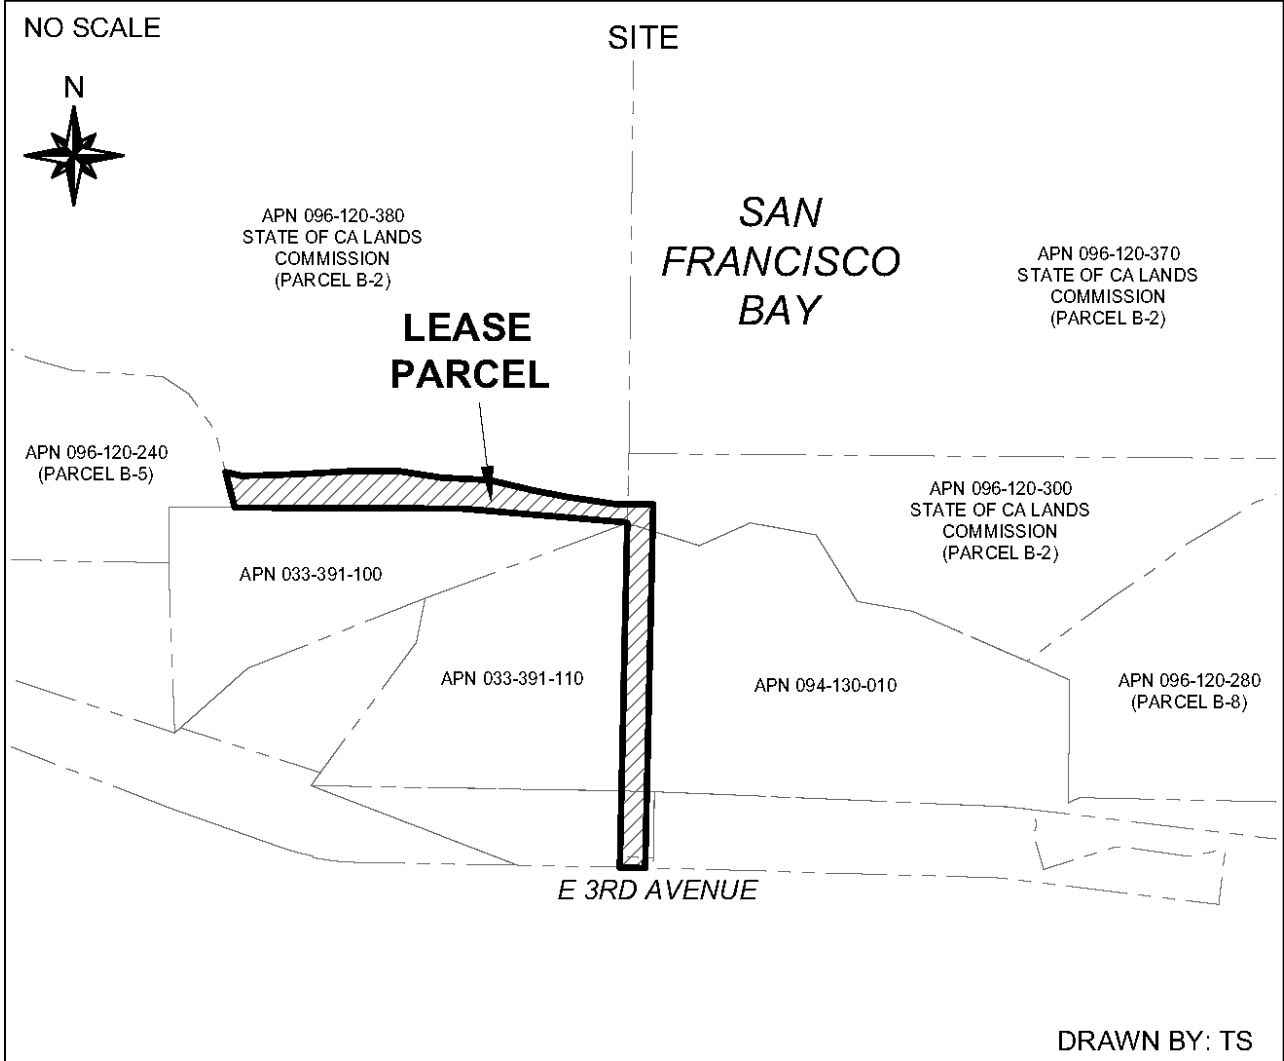 NO SCALE
SITE
N
APN 096-120-380
STATE OF CA LANDS
COMMISSION
(PARCEL B-2)
SAN
FRANCISCO
BAY
APN 096-120-370
STATE OF CA LANDS
COMMISSION
(PARCEL B-2)
LEASE
PARCEL
APN 096-120-240
(PARCEL B-5)
APN 096-120-300
STATE OF CA LANDS
COMMISSION
(PARCEL B-2)
APN 033-391-100
APN 033-391-110
APN 094-130-010
APN 096-120-280
(PARCEL B-8)
E 3RD AVENUE
DRAWN BY: TS